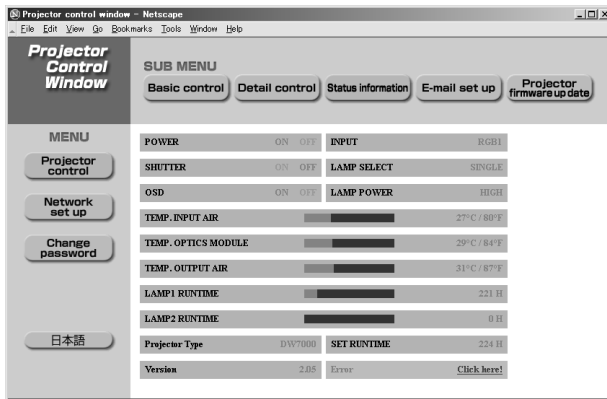 Projector control window - Netscape
File Edit View Go Bookmarks Tools Window Help
Projector
Control
Window
SUB MENU
Basic control Detail control Status information E-mail set up Projector firmware up date
MENU
Projector
control
Network
set up
Change
password
日本語
POWER ON OFF INPUT RGB1
SHUTTER ON OFF LAMP SELECT SINGLE
OSD ON OFF LAMP POWER HIGH
TEMP. INPUT AIR 27°C / 80°F
TEMP. OPTICS MODULE 29°C / 84°F
TEMP. OUTPUT AIR 31°C / 87°F
LAMP1 RUNTIME 221 H
LAMP2 RUNTIME 0 H
Projector Type DW7000 SET RUNTIME 224 H
Version 2.05 Error Click here!